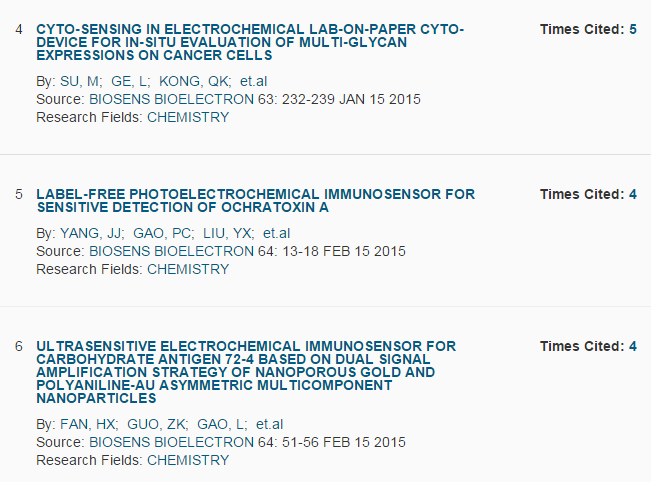 4 CYTO-SENSING IN ELECTROCHEMICAL LAB-ON-PAPER CYTO- Times Cited: 5
DEVICE FOR IN-SITU EVALUATION OF MULTI-GLYCAN
EXPRESSIONS ON CANCER CELLS
By: SU, M; GE, L; KONG, QK; et.al
Source: BIOSENS BIOELECTRON 63: 232-239 JAN 15 2015
Research Fields: CHEMISTRY
5 LABEL-FREE PHOTOELECTROCHEMICAL IMMUNOSENSOR FOR Times Cited: 4
SENSITIVE DETECTION OF OCHRATOXIN A
By: YANG, JJ; GAO, PC; LIU, YX; et.al
Source: BIOSENS BIOELECTRON 64: 13-18 FEB 15 2015
Research Fields: CHEMISTRY
6 ULTRASENSITIVE ELECTROCHEMICAL IMMUNOSENSOR FOR Times Cited: 4
CARBOHYDRATE ANTIGEN 72-4 BASED ON DUAL SIGNAL
AMPLIFICATION STRATEGY OF NANOPOROUS GOLD AND
POLYANILINE-AU ASYMMETRIC MULTICOMPONENT
NANOPARTICLES
By: FAN, HX; GUO, ZK; GAO, L; et.al
Source: BIOSENS BIOELECTRON 64: 51-56 FEB 15 2015
Research Fields: CHEMISTRY